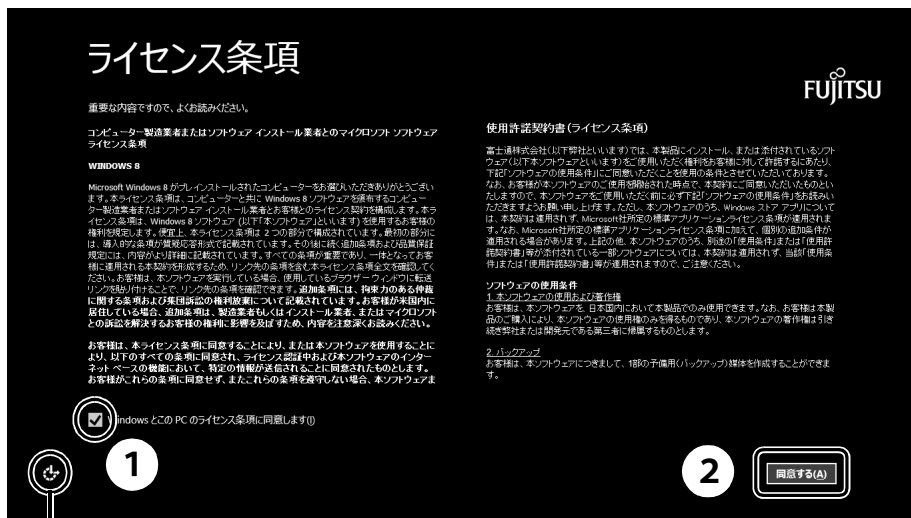 ライセンス条項
FUJITSU
重要な内容ですので、よくお読みください。
コンピューター製造業者またはソフトウェア インストール業者とのマイクロソフト ソフトウェア
ライセンス条項
WINDOWS 8
Microsoft Windows 8 がプレインストールされたコンピューターをお選びいただきありがとうござい
ます。本ライセンス条項は、コンピューターと共に Windows 8 ソフトウェアを頒布するコンピュー
ター製造業者またはソフトウェア インストール業者とお客様とのライセンス契約を構成します。本ラ
イセンス条項は、Windows 8 ソフトウェア (以下「本ソフトウェア」といいます) を使用するお客様の
権利を規定します。便宜上、本ライセンス条項は 2 つの部分で構成されています。最初の部分に
は、導入的な条項が質疑応答形式で記載されています。その後に続く追加条項および品質保証
規定には、内容がより詳細に記載されています。すべての条項が重要であり、一体となってお客
様に適用される本契約を形成するため、リンク先の条項を含む本ライセンス条項全文を確認してく
ださい。お客様は、本ソフトウェアを実行している場合、使用しているブラウザー ウィンドウに転送
リンクを貼り付けることで、リンク先の条項を確認できます。追加条項には、拘束力のある仲裁
に関する条項および集団訴訟の権利放棄について記載されています。お客様が米国内に
居住している場合、追加条項は、製造業者もしくはインストール業者、またはマイクロソフト
との訴訟を解決するお客様の権利に影響を及ぼすため、内容を注意深くお読みください。
お客様は、本ライセンス条項に同意することにより、または本ソフトウェアを使用することに
より、以下のすべての条項に同意され、ライセンス認証中および本ソフトウェアのインター
ネット ベースの機能において、特定の情報が送信されることに同意されたものとします。
お客様がこれらの条項に同意せず、またこれらの条項を遵守しない場合、本ソフトウェアま
indows とこの PC のライセンス条項に同意します(I)
1
使用許諾契約書(ライセンス条項)
富士通株式会社(以下弊社といいます)では、本製品にインストール、または添付されているソフト
ウェア(以下本ソフトウェアといいます)をご使用いただく権利をお客様に対して許諾するにあたり、
下記「ソフトウェアの使用条件」にご同意いただくことを使用の条件とさせていただいております。
なお、お客様が本ソフトウェアのご使用を開始された時点で、本契約にご同意いただいたものとい
たしますので、本ソフトウェアをご使用いただく前に必ず下記「ソフトウェアの使用条件」をお読みい
ただきますようお願い申し上げます。ただし、本ソフトウェアのうち、Windows ストア アプリについて
は、本契約は適用されず、Microsoft社所定の標準アプリケーションライセンス条項が適用されま
す。なお、Microsoft社所定の標準アプリケーションライセンス条項に加えて、個別の追加条件が
適用される場合があります。上記の他、本ソフトウェアのうち、別途の「使用条件」または「使用許
諾契約書」等が添付されている一部ソフトウェアについては、本契約は適用されず、当該「使用条
件」または「使用許諾契約書」等が適用されますので、ご注意ください。
ソフトウェアの使用条件
1. 本ソフトウェアの使用および著作権
お客様は、本ソフトウェアを、日本国内において本製品でのみ使用できます。なお、お客様は本製
品のご購入により、本ソフトウェアの使用権のみを得るものであり、本ソフトウェアの著作権は引き
続き弊社または開発元である第三者に帰属するものとします。
2. バックアップ
お客様は、本ソフトウェアにつきまして、1部の予備用(バックアップ)媒体を作成することができま
す。
2
同意する(A)